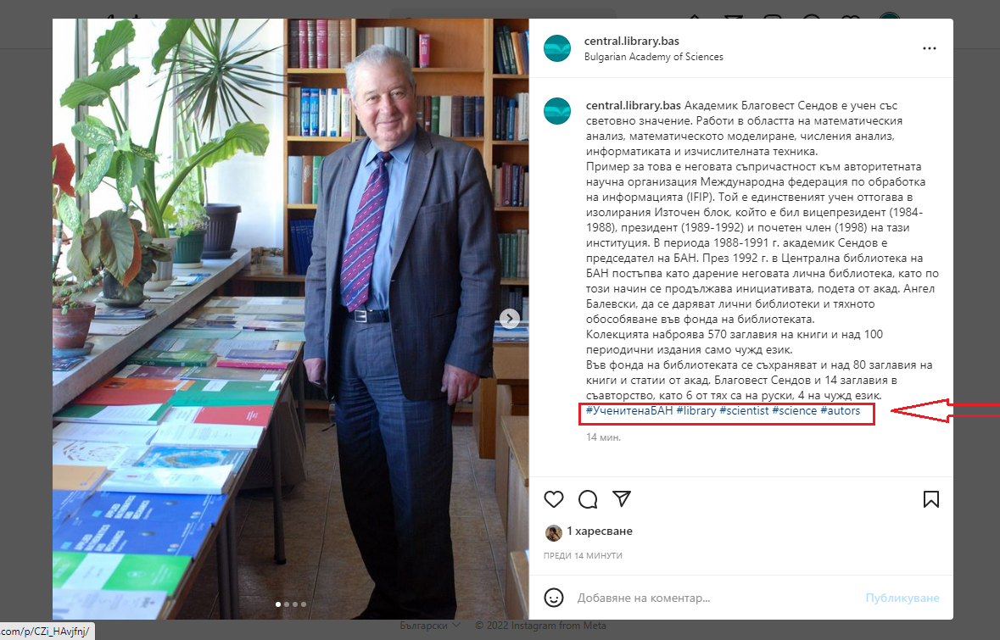 central.library.bas
Bulgarian Academy of Sciences
central.library.bas Академик Благовест Сендов е учен със
световно значение. Работи в областта на математическия
анализ, математическото моделиране, числения анализ,
информатиката и изчислителната техника.
Пример за това е неговата съпричастност към авторитетната
научна организация Международна федерация по обработка
на информацията (IFIP). Той е единственият учен оттогава в
изолирания Източен блок, който е бил вицепрезидент (1984-
1988), президент (1989-1992) и почетен член (1998) на тази
институция. В периода 1988-1991 г. академик Сендов е
председател на БАН. През 1992 г. в Централна библиотека на
БАН постъпва като дарение неговата лична библиотека, като по
този начин се продължава инициативата, подета от акад. Ангел
Балевски, да се даряват лични библиотеки и тяхното
обособяване във фонда на библиотеката.
Колекцията наброява 570 заглавия на книги и над 100
периодични издания само чужд език.
Във фонда на библиотеката се съхраняват и над 80 заглавия на
книги и статии от акад. Благовест Сендов и 14 заглавия в
съавторство, като 6 от тях са на руски, 4 на чужд език.
#УченитенаБАН #library #scientist #science #autors
14 мин.
1 харесване
ПРЕДИ 14 МИНУТИ
Добавяне на коментар... Публикуване
Български © 2022 Instagram from Meta
.com/p/CZi_HAvjfnj/